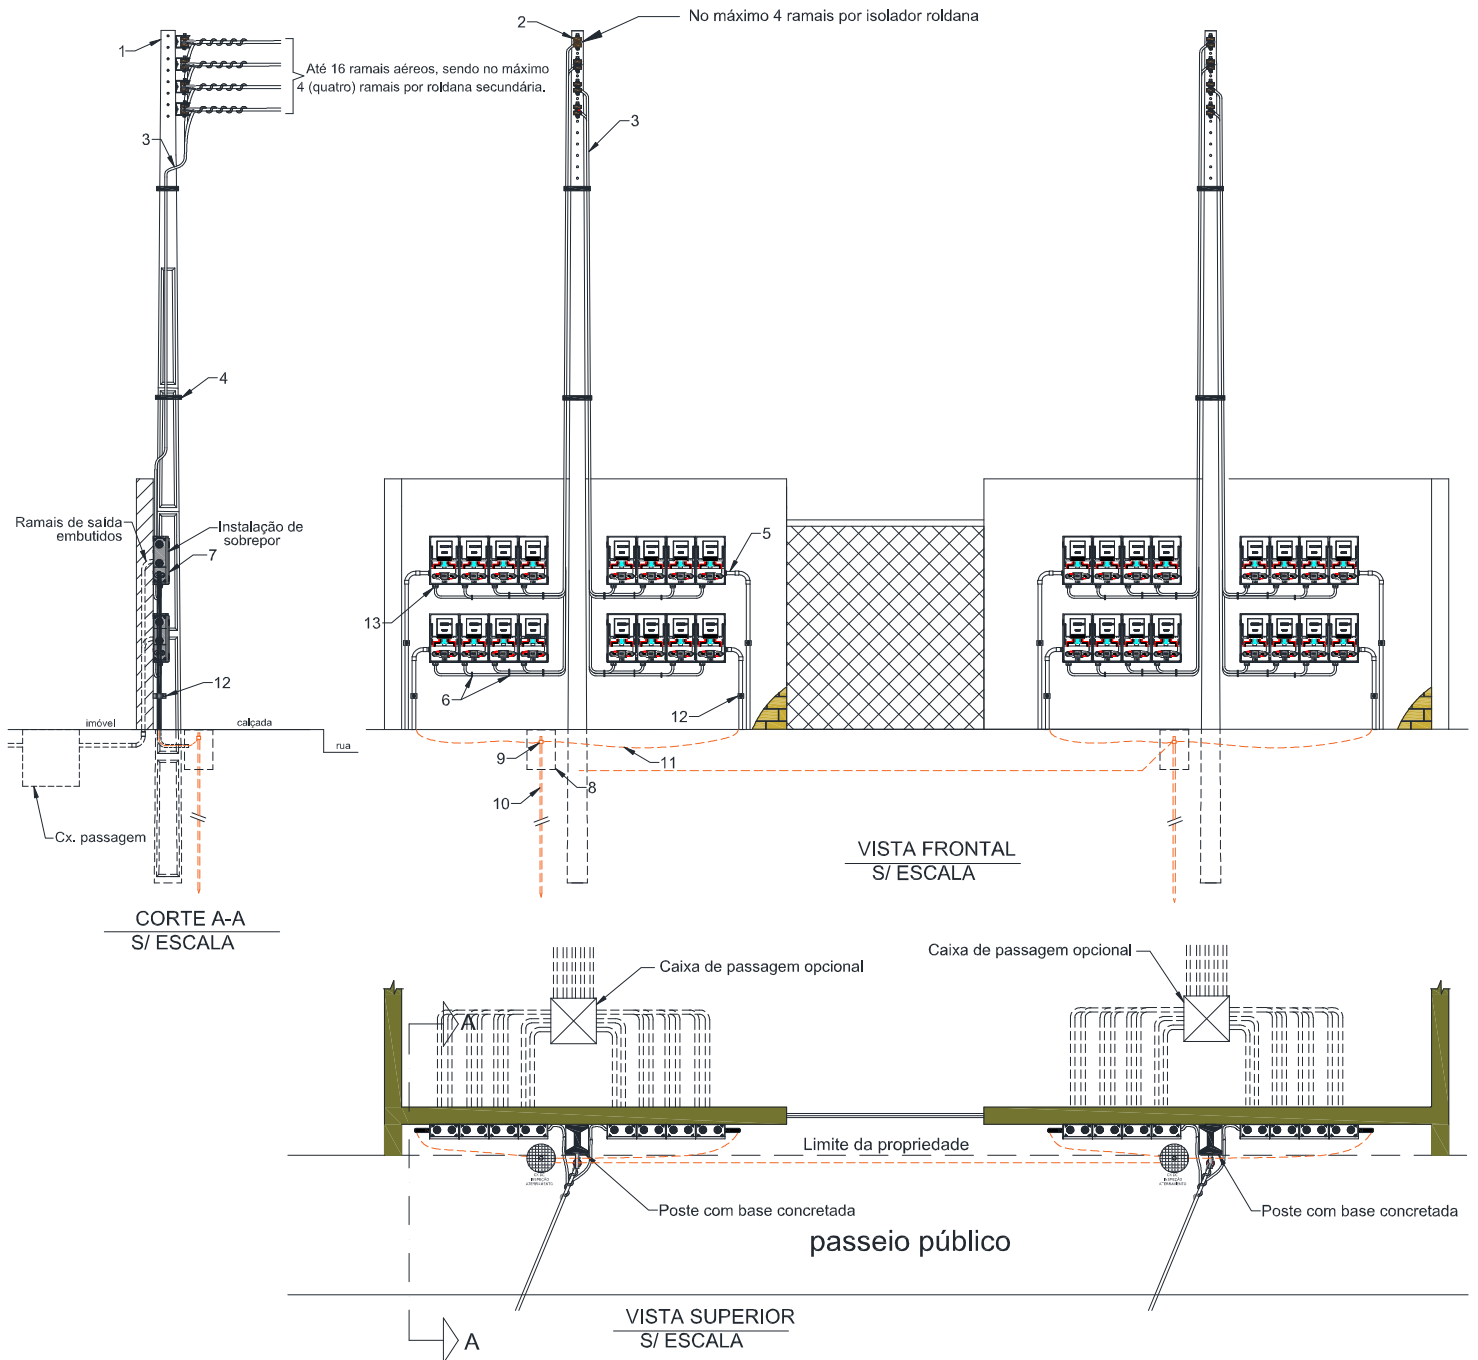 1
Até 16 ramais aéreos, sendo no máximo
4 (quatro) ramais por roldana secundária.
3
4
Ramais de saída
embutidos
Instalação de
sobrepor
7
12
imóvel
calçada
rua
Cx. passagem
CORTE A-A
S/ ESCALA
2
No máximo 4 ramais por isolador roldana
3
5
13
6
12
9
11
8
10
VISTA FRONTAL
S/ ESCALA
Caixa de passagem opcional
Caixa de passagem opcional
A
Limite da propriedade
INSPEÇÃO
ATERRAMENTO
INSPEÇÃO
ATERRAMENTO
Poste com base concretada
Poste com base concretada
passeio público
A
VISTA SUPERIOR
S/ ESCALA